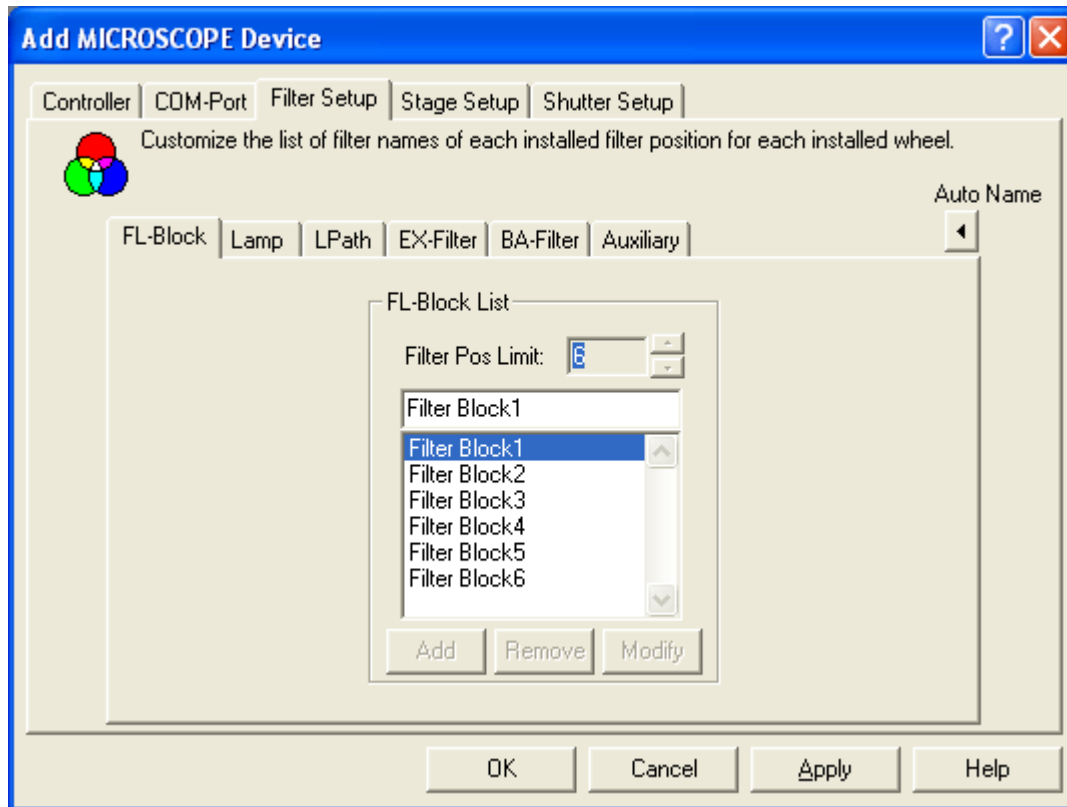 Add MICROSCOPE Device
Controller COM-Port Filter Setup Stage Setup Shutter Setup
Customize the list of filter names of each installed filter position for each installed wheel.
Auto Name
FL-Block Lamp LPath EX-Filter BA-Filter Auxiliary
FL-Block List
Filter Pos Limit: 6
Filter Block1
Filter Block1
Filter Block2
Filter Block3
Filter Block4
Filter Block5
Filter Block6
Add Remove Modify
OK Cancel Apply Help